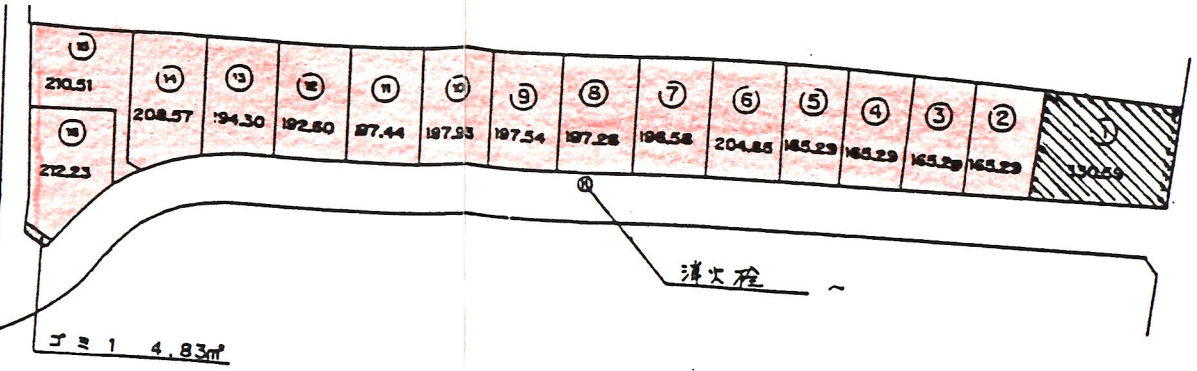 ⑮ ⑭ ⑬ ⑫ ⑪ ⑩ ⑨ ⑧ ⑦ ⑥ ⑤ ④ ③ ② ①
210.51 208.57 194.30 192.60 197.44 197.93 197.54 197.28 196.58 204.85 165.29 165.29 165.29 165.29 330.59
⑯
212.23
消火栓 ~
ゴミ1 4.83㎡